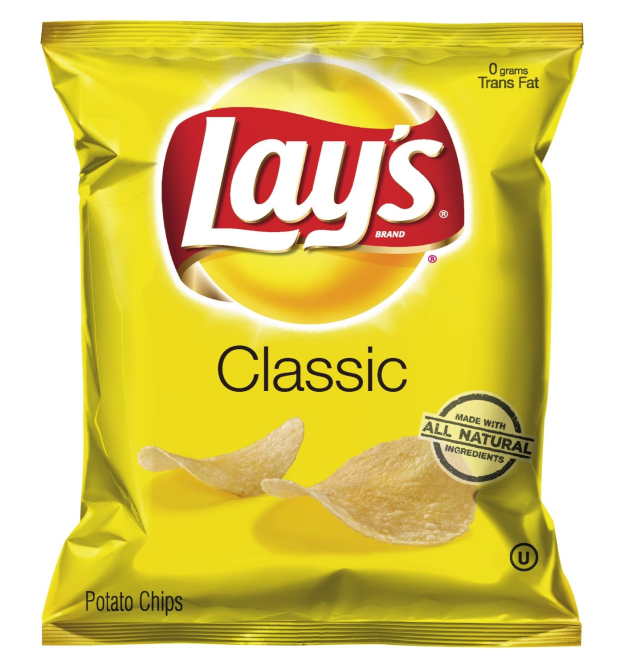 0 grams
Trans Fat
Lay's ®
BRAND
®
Classic
MADE WITH
ALL NATURAL
INGREDIENTS
U
Potato Chips